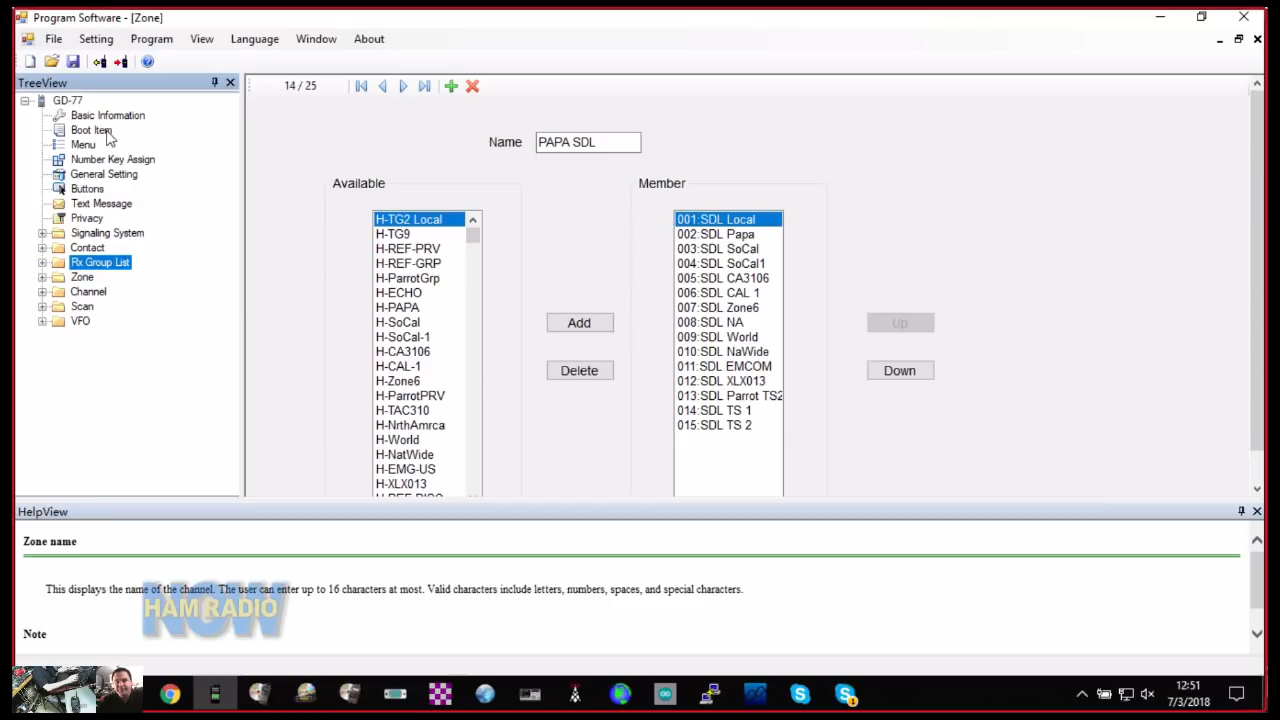 Program Software - [Zone]
File Setting Program View Language Window About
TreeView
14 / 25
GD-77
Basic Information
Boot Item
Menu
Number Key Assign
General Setting
Buttons
Text Message
Privacy
Signaling System
Contact
Rx Group List
Zone
Channel
Scan
VFO
Name PAPA SDL
Available
H-TG2 Local
H-TG9
H-REF-PRV
H-REF-GRP
H-ParrotGrp
H-ECHO
H-PAPA
H-SoCal
H-SoCal-1
H-CA3106
H-CAL-1
H-Zone6
H-ParrotPRV
H-TAC310
H-NrthAmrca
H-World
H-NatWide
H-EMG-US
H-XLX013
Add
Delete
Member
001:SDL Local
002:SDL Papa
003:SDL SoCal
004:SDL SoCal1
005:SDL CA3106
006:SDL CAL 1
007:SDL Zone6
008:SDL NA
009:SDL World
010:SDL NaWide
011:SDL EMCOM
012:SDL XLX013
013:SDL Parrot TS2
014:SDL TS 1
015:SDL TS 2
Up
Down
HelpView
Zone name
This displays the name of the channel. The user can enter up to 16 characters at most. Valid characters include letters, numbers, spaces, and special characters.
HAM RADIO
NOW
Note
12:51
7/3/2018